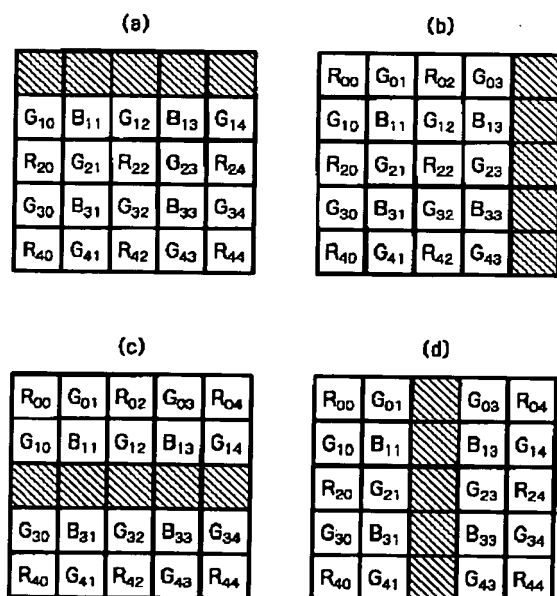 (a)
G10 B11 G12 B13 G14
R20 G21 R22 G23 R24
G30 B31 G32 B33 G34
R40 G41 R42 G43 R44
(b)
R00 G01 R02 G03
G10 B11 G12 B13
R20 G21 R22 G23
G30 B31 G32 B33
R40 G41 R42 G43
(c)
R00 G01 R02 G03 R04
G10 B11 G12 B13 G14
G30 B31 G32 B33 G34
R40 G41 R42 G43 R44
(d)
R00 G01 G03 R04
G10 B11 B13 G14
R20 G21 G23 R24
G30 B31 B33 G34
R40 G41 G43 R44